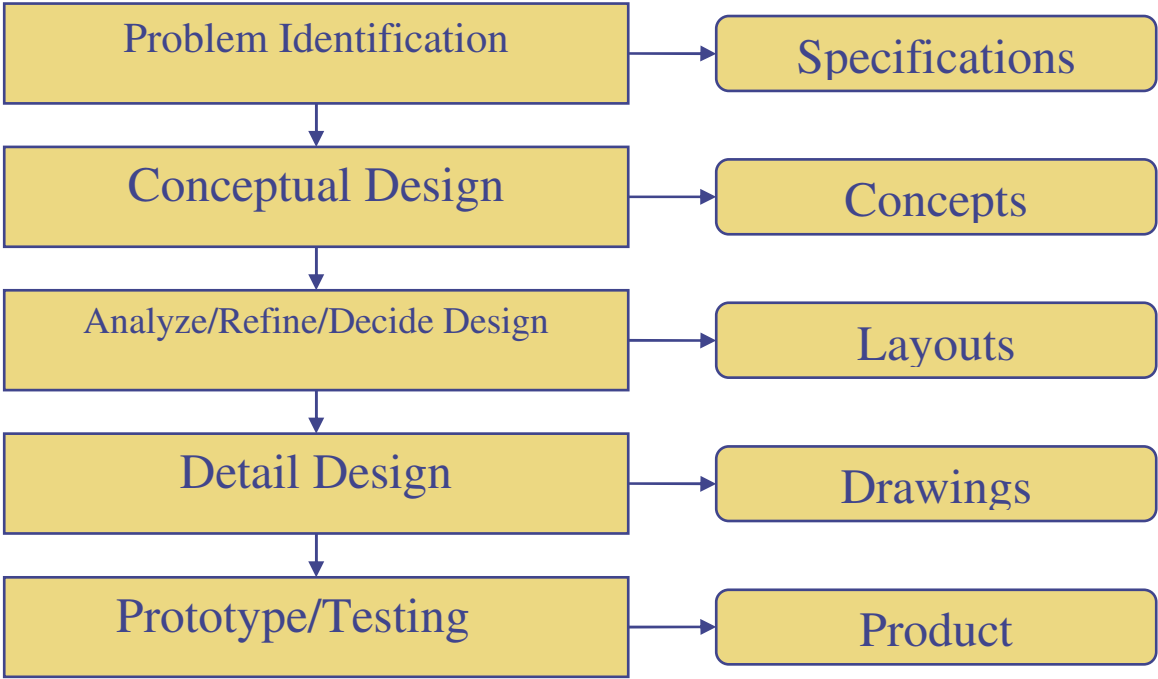 Problem Identification
Specifications
Conceptual Design
Concepts
Analyze/Refine/Decide Design
Layouts
Detail Design
Drawings
Prototype/Testing
Product